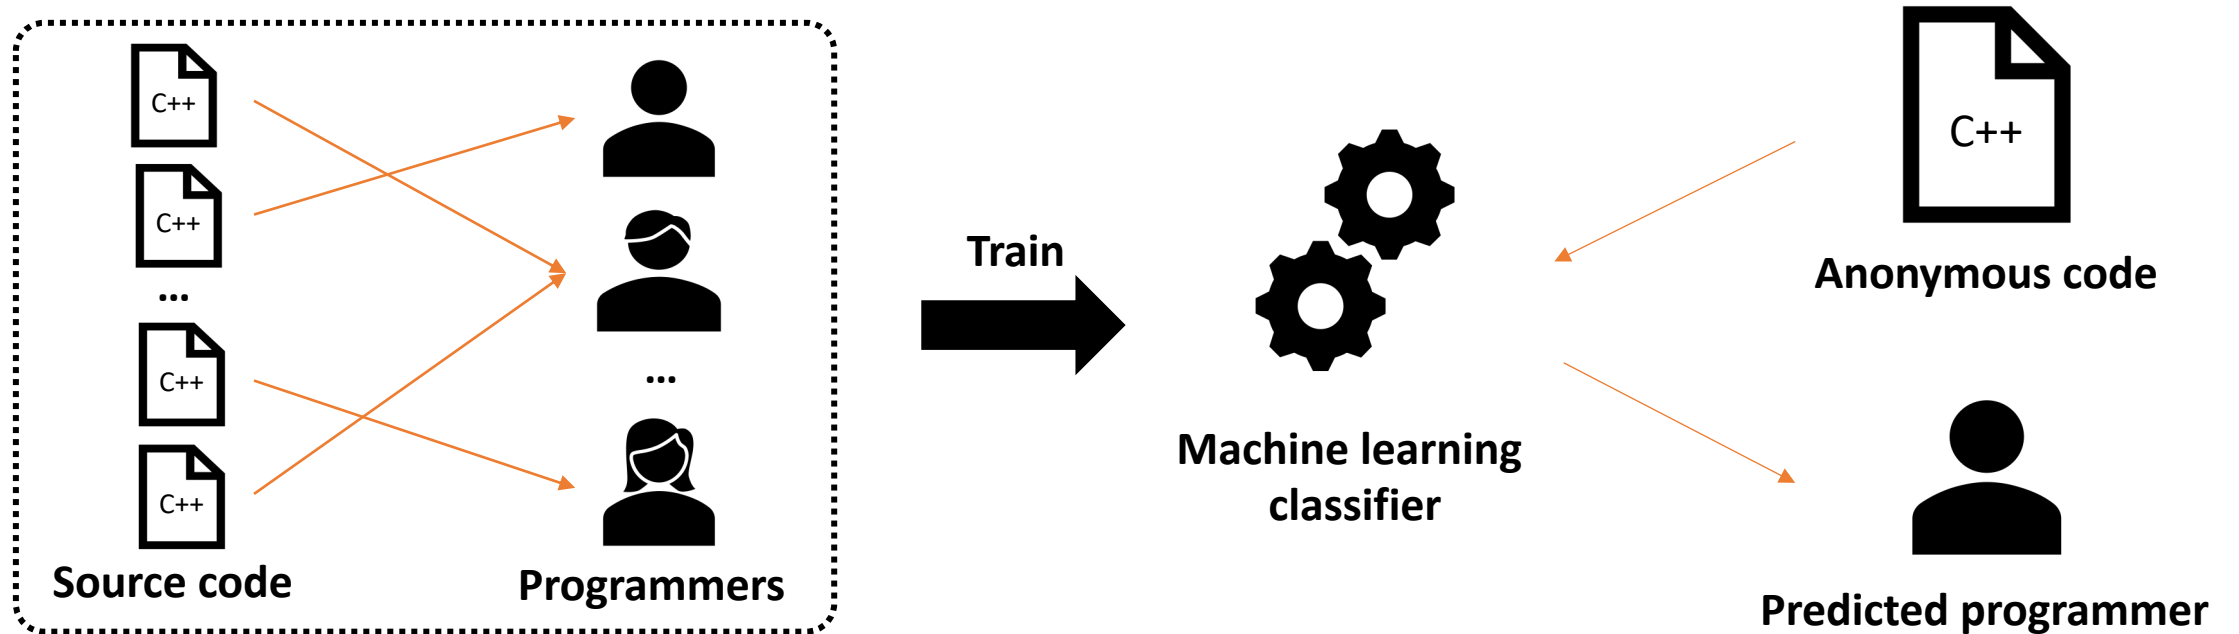 C++
C++
...
C++
C++
Source code
...
Programmers
Train
Machine learning
classifier
C++
Anonymous code
Predicted programmer